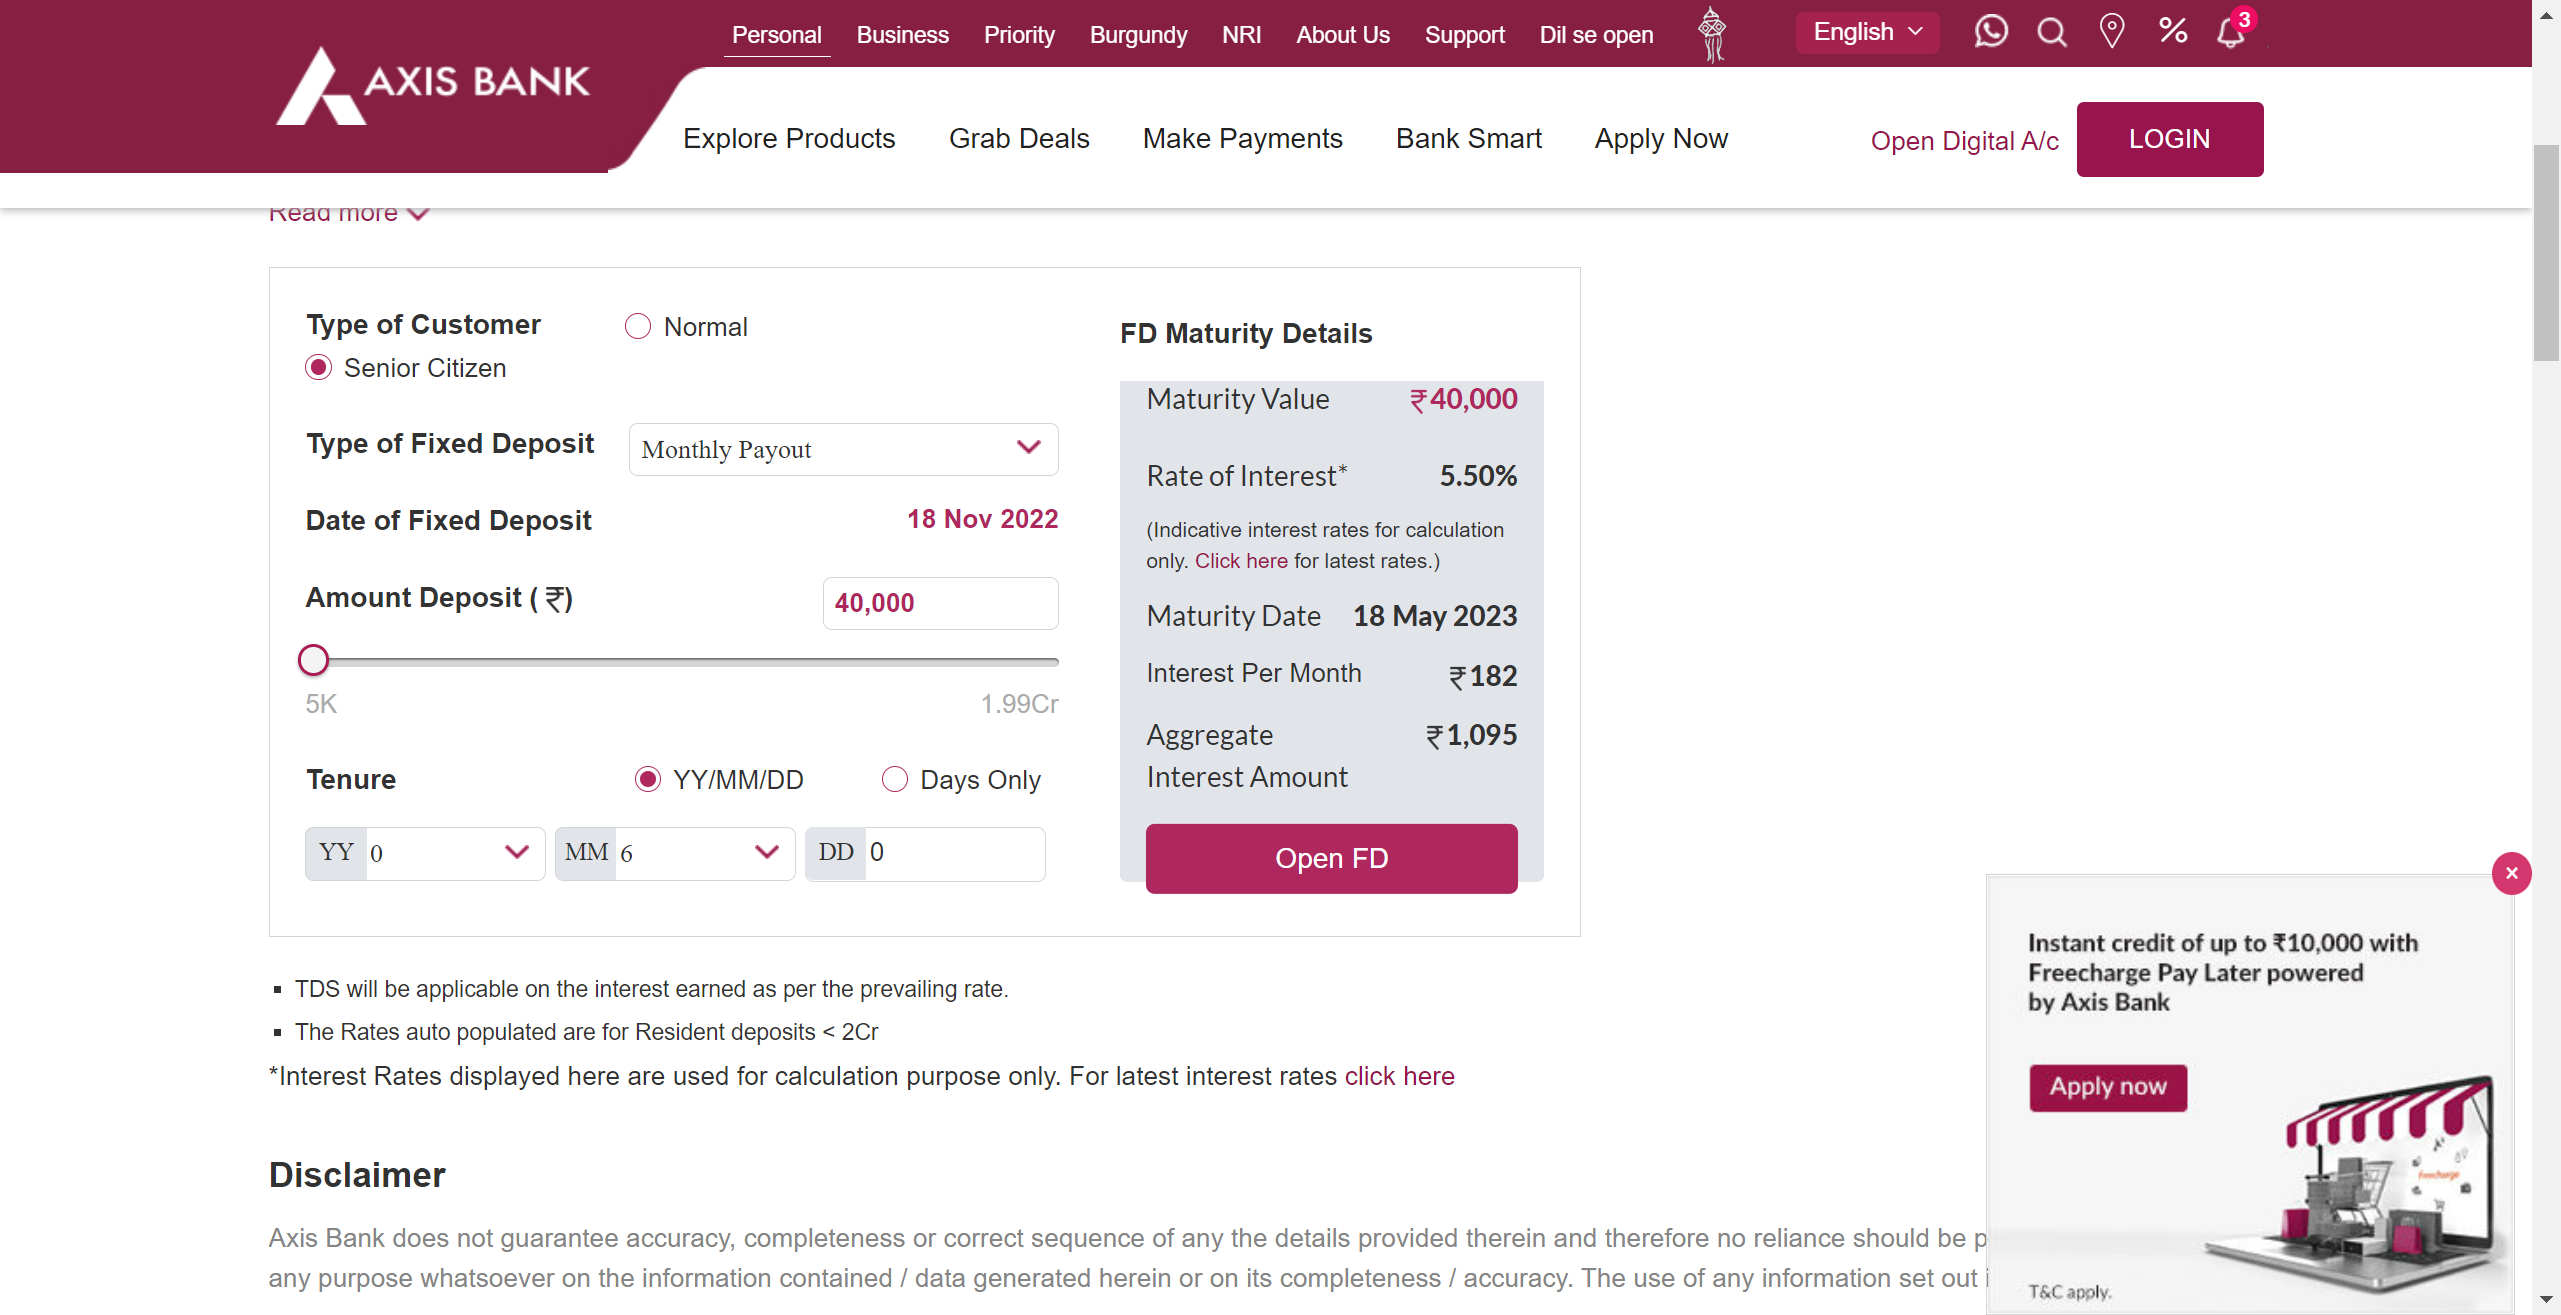 Personal Business Priority Burgundy NRI About Us Support Dil se open English 3
AXIS BANK
Explore Products Grab Deals Make Payments Bank Smart Apply Now Open Digital A/c LOGIN
Read more
Type of Customer Normal
Senior Citizen
Type of Fixed Deposit Monthly Payout
Date of Fixed Deposit 18 Nov 2022
Amount Deposit ( ₹) 40,000
5K 1.99Cr
Tenure YY/MM/DD Days Only
YY 0 MM 6 DD 0
FD Maturity Details
Maturity Value ₹40,000
Rate of Interest* 5.50%
(Indicative interest rates for calculation
only. Click here for latest rates.)
Maturity Date 18 May 2023
Interest Per Month ₹182
Aggregate ₹1,095
Interest Amount
Open FD
TDS will be applicable on the interest earned as per the prevailing rate.
The Rates auto populated are for Resident deposits < 2Cr
*Interest Rates displayed here are used for calculation purpose only. For latest interest rates click here
Disclaimer
Axis Bank does not guarantee accuracy, completeness or correct sequence of any the details provided therein and therefore no reliance should be
any purpose whatsoever on the information contained / data generated herein or on its completeness / accuracy. The use of any information set out
Instant credit of up to ₹10,000 with
Freecharge Pay Later powered
by Axis Bank
Apply now
freecharge
T&C apply.